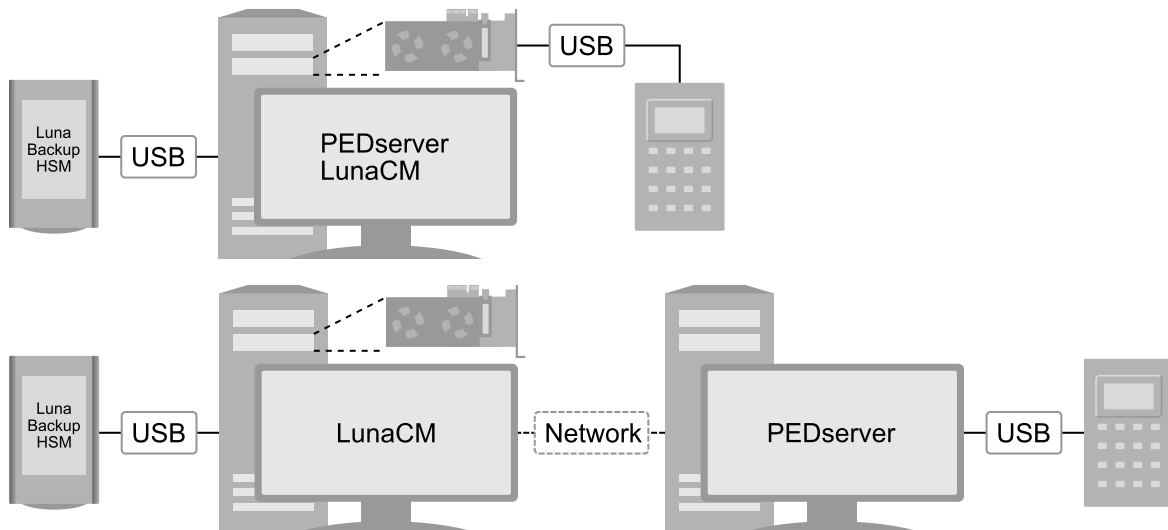 USB
Luna
Backup
HSM
USB
PEDserver
LunaCM
Luna
Backup
HSM
USB
LunaCM
Network
PEDserver
USB